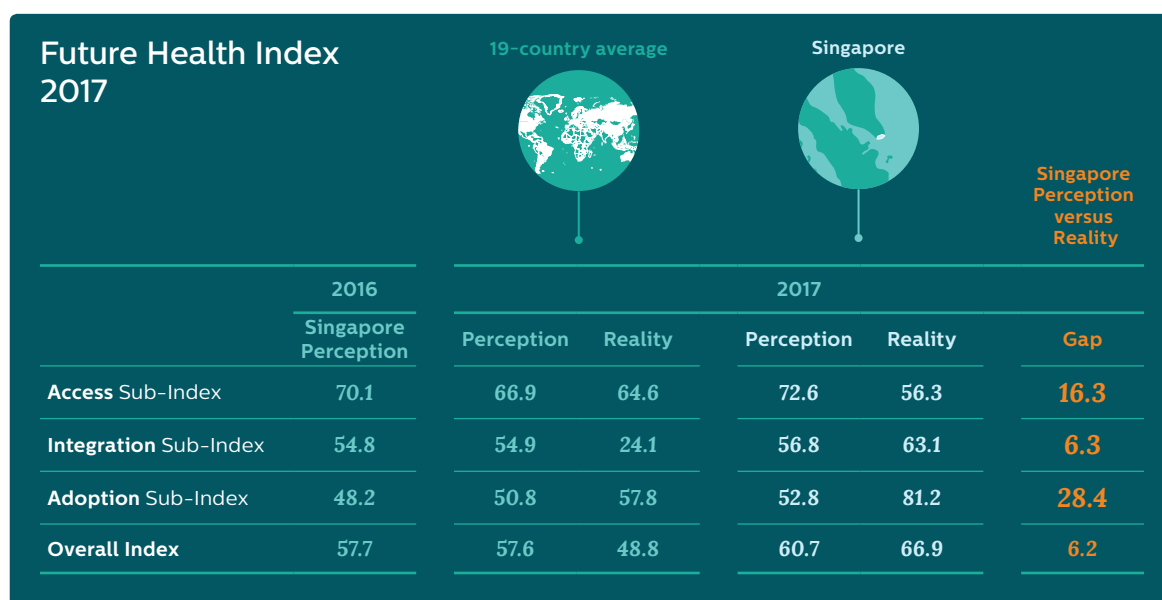 Future Health Index
2017
19-country average
Singapore
Singapore
Perception
versus
Reality
2016
2017
Singapore
Perception
Perception Reality Perception Reality Gap
Access Sub-Index 70.1 66.9 64.6 72.6 56.3 16.3
Integration Sub-Index 54.8 54.9 24.1 56.8 63.1 6.3
Adoption Sub-Index 48.2 50.8 57.8 52.8 81.2 28.4
Overall Index 57.7 57.6 48.8 60.7 66.9 6.2